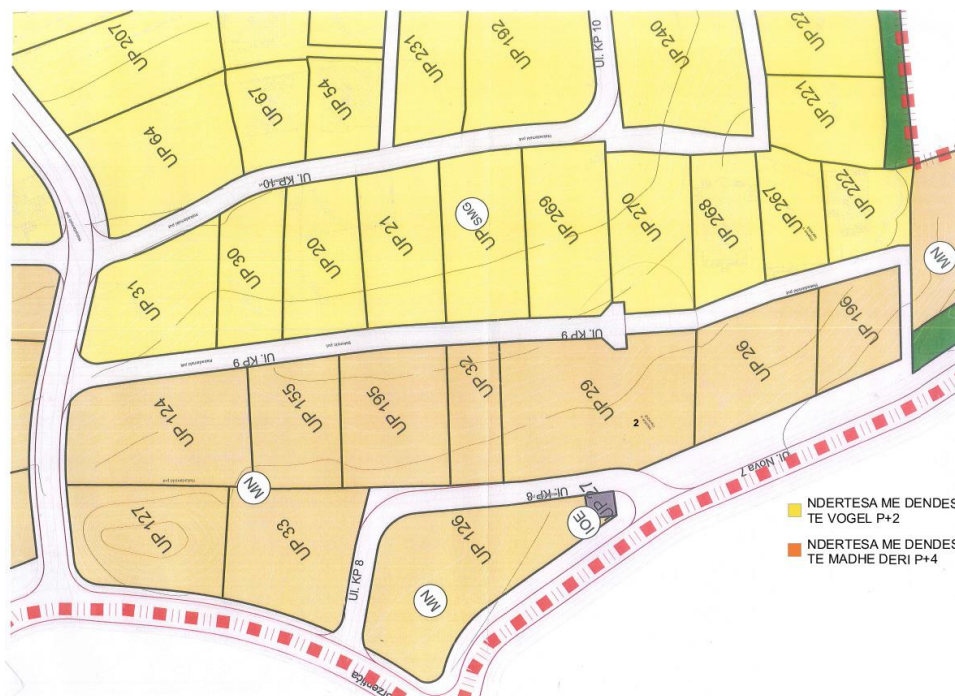 UP 207
UP 231
UP 192
Ul. KP 10
UP 240
UP 22
UP 64
UP 67
UP 54
UP 221
Ul. KP 10
UP 31
UP 30
UP 20
UP 21
UP
SMG
UP 269
UP 270
UP 268
UP 267
UP 222
MN
Ul. KP 9
Ul. KP 9
UP 124
UP 155
UP 195
UP 32
UP 29
2
UP 26
UP 196
Ul. Nova 7
MN
Ul. KP 8
IOE
UP 127
UP 33
UP 126
Ul. KP 8
MN
NDERTESA ME DENDES
TE VOGEL P+2
NDERTESA ME DENDES
TE MADHE DERI P+4